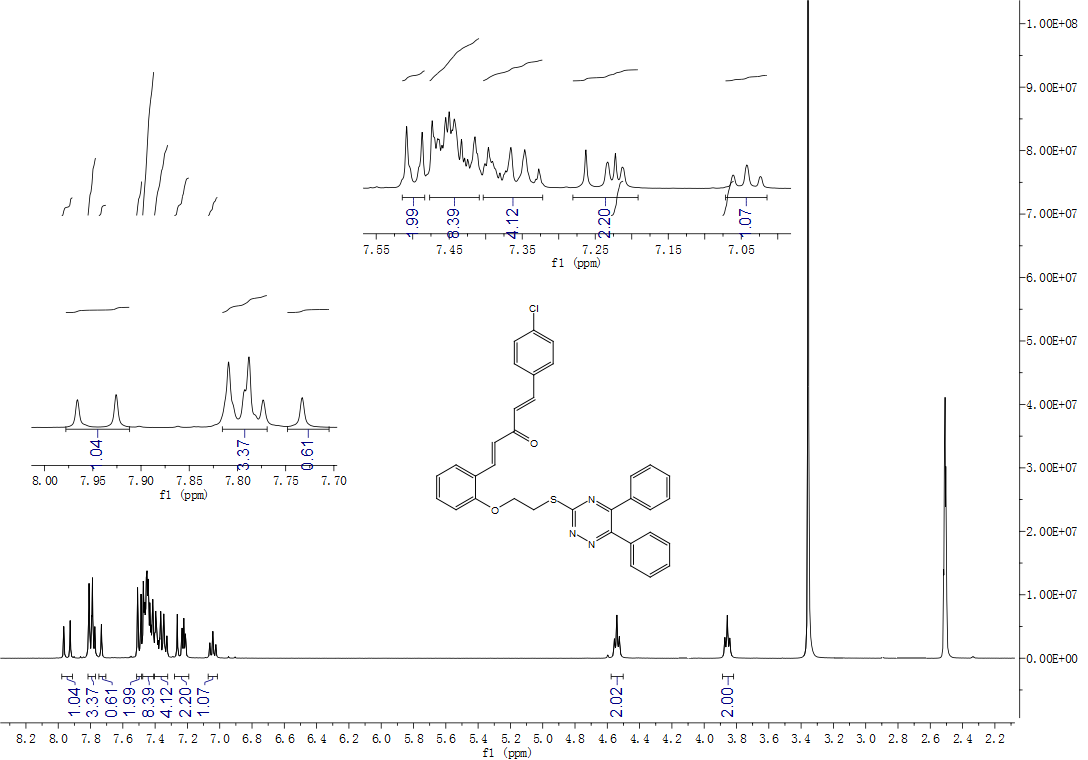 1.00E+08
9.00E+07
8.00E+07
7.00E+07
6.00E+07
5.00E+07
4.00E+07
3.00E+07
2.00E+07
1.00E+07
0.00E+00
1.99
8.39
4.12
2.20
1.07
7.55 7.45 7.35 7.25 7.15 7.05
f1 (ppm)
1.04
3.37
0.61
8.00 7.95 7.90 7.85 7.80 7.75 7.70
f1 (ppm)
Cl
O
O
S
N
N
N
1.04
3.37
0.61
1.99
8.39
4.12
2.20
1.07
2.02
2.00
8.2 8.0 7.8 7.6 7.4 7.2 7.0 6.8 6.6 6.4 6.2 6.0 5.8 5.6 5.4 5.2 5.0 4.8 4.6 4.4 4.2 4.0 3.8 3.6 3.4 3.2 3.0 2.8 2.6 2.4 2.2
f1 (ppm)